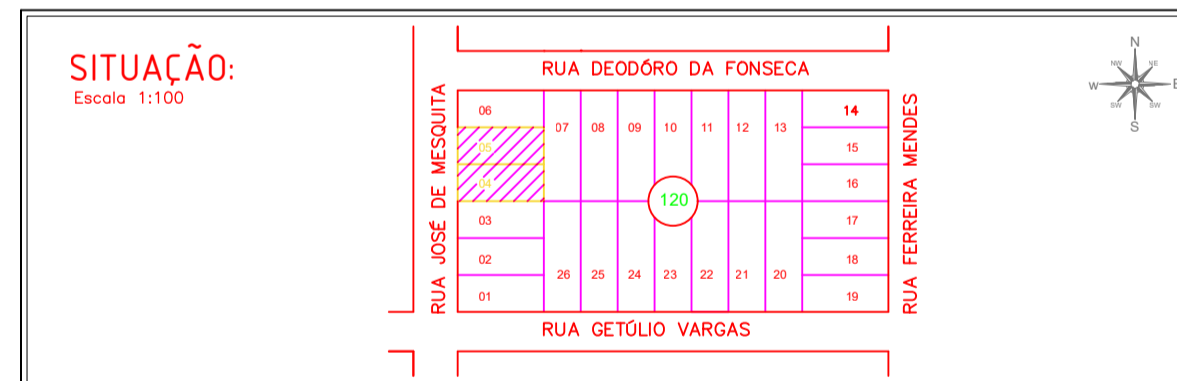 SITUAÇÃO:
Escala 1:100
RUA DEODÓRO DA FONSECA
RUA JOSÉ DE MESQUITA
RUA FERREIRA MENDES
06
05
04
03
02
01
07 08 09 10 11 12 13
14
15
16
17
18
19
120
26 25 24 23 22 21 20
RUA GETÚLIO VARGAS
N
NW NE
W E
SW SW
S